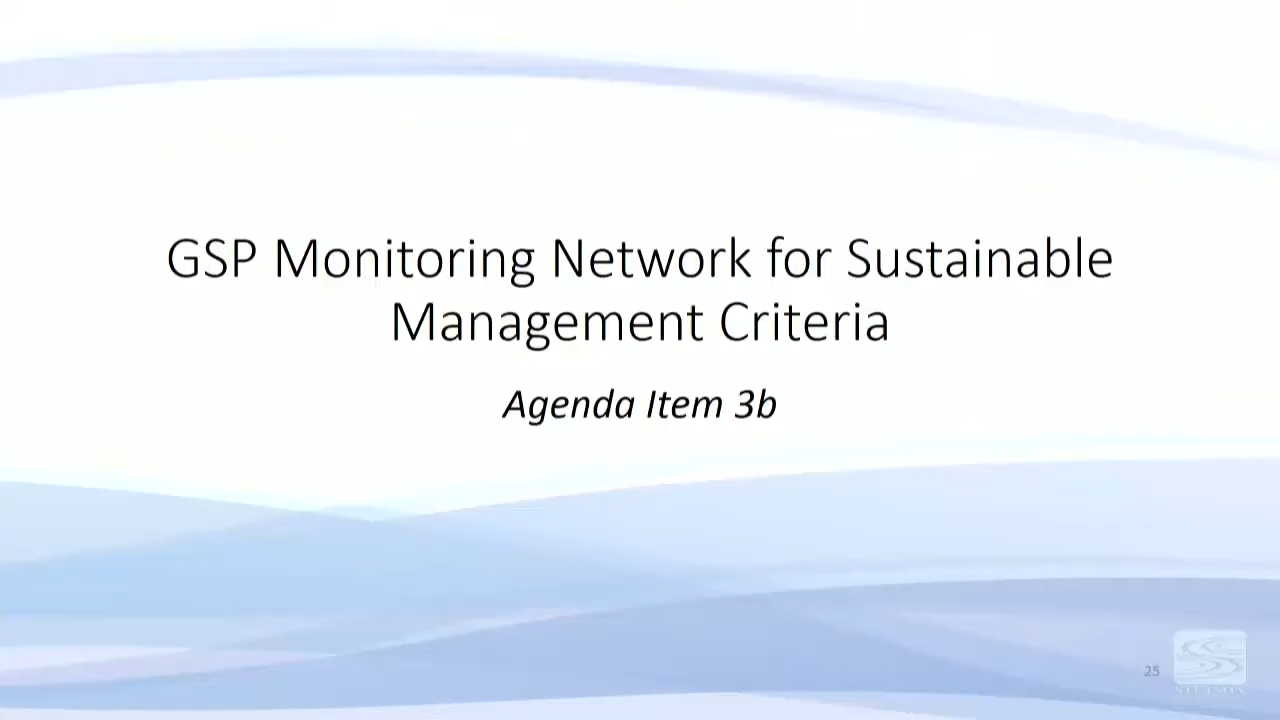 GSP Monitoring Network for Sustainable
Management Criteria
Agenda Item 3b
25